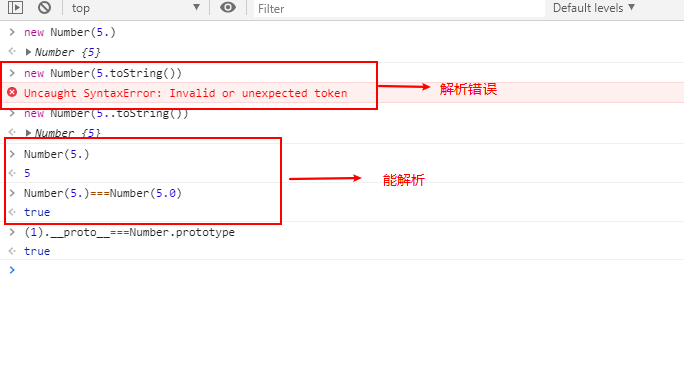 top Filter Default levels
new Number(5.)
Number {5}
new Number(5.toString())
Uncaught SyntaxError: Invalid or unexpected token
解析错误
new Number(5..toString())
Number {5}
Number(5.)
5
能解析
Number(5.)===Number(5.0)
true
(1).__proto__===Number.prototype
true